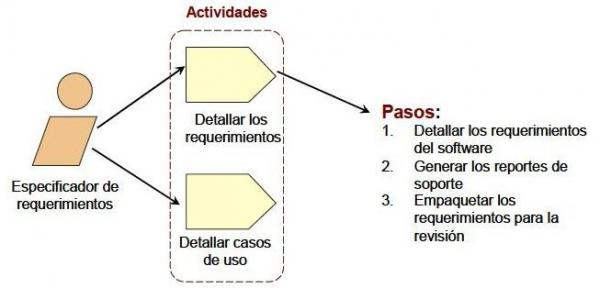 Actividades
Detallar los
requerimientos
Especificador de
requerimientos
Detallar casos
de uso
Pasos:
1. Detallar los requerimientos
del software
2. Generar los reportes de
soporte
3. Empaquetar los
requerimientos para la
revisión